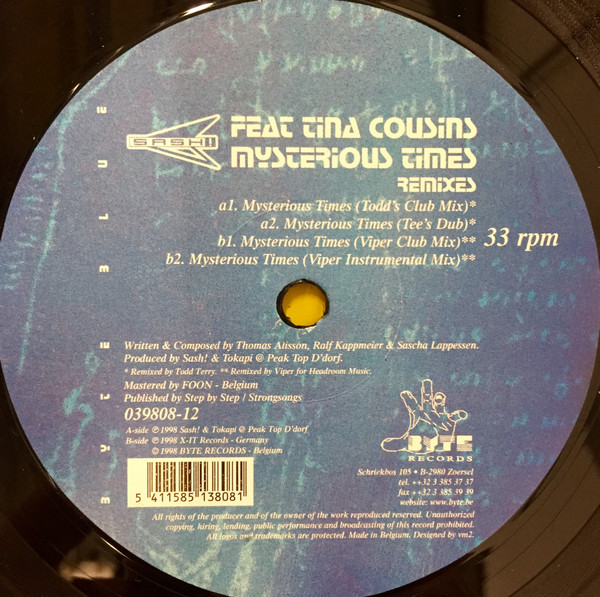 SASH!
FEAT TINA COUSINS
MYSTERIOUS TIMES
REMIXES
a1. Mysterious Times (Todd's Club Mix)*
a2. Mysterious Times (Tee's Dub)*
b1. Mysterious Times (Viper Club Mix)**
b2. Mysterious Times (Viper Instrumental Mix)**
33 rpm
BYTE BLUE
Written & Composed by Thomas Alisson, Ralf Kappmeier & Sascha Lappessen.
Produced by Sash! & Tokapi @ Peak Top D'dorf.
* Remixed by Todd Terry. ** Remixed by Viper for Headroom Music.
Mastered by FOON - Belgium
Published by Step by Step / Strongsongs
039808-12
A-side ℗ 1998 Sash! & Tokapi @ Peak Top D'dorf
B-side ℗ 1998 X-IT Records - Germany
© 1998 BYTE RECORDS - Belgium
5 411585 138081
BYTE
RECORDS
Schriekbos 105 • B-2980 Zoersel
tel. ++32 3 385 37 37
fax ++32 3 385 39 39
website: www.byte.be
All rights of the producer and of the owner of the work reproduced reserved. Unauthorized
copying, hiring, lending, public performance and broadcasting of this record prohibited.
All logos and trademarks are protected. Made in Belgium. Designed by vm2.